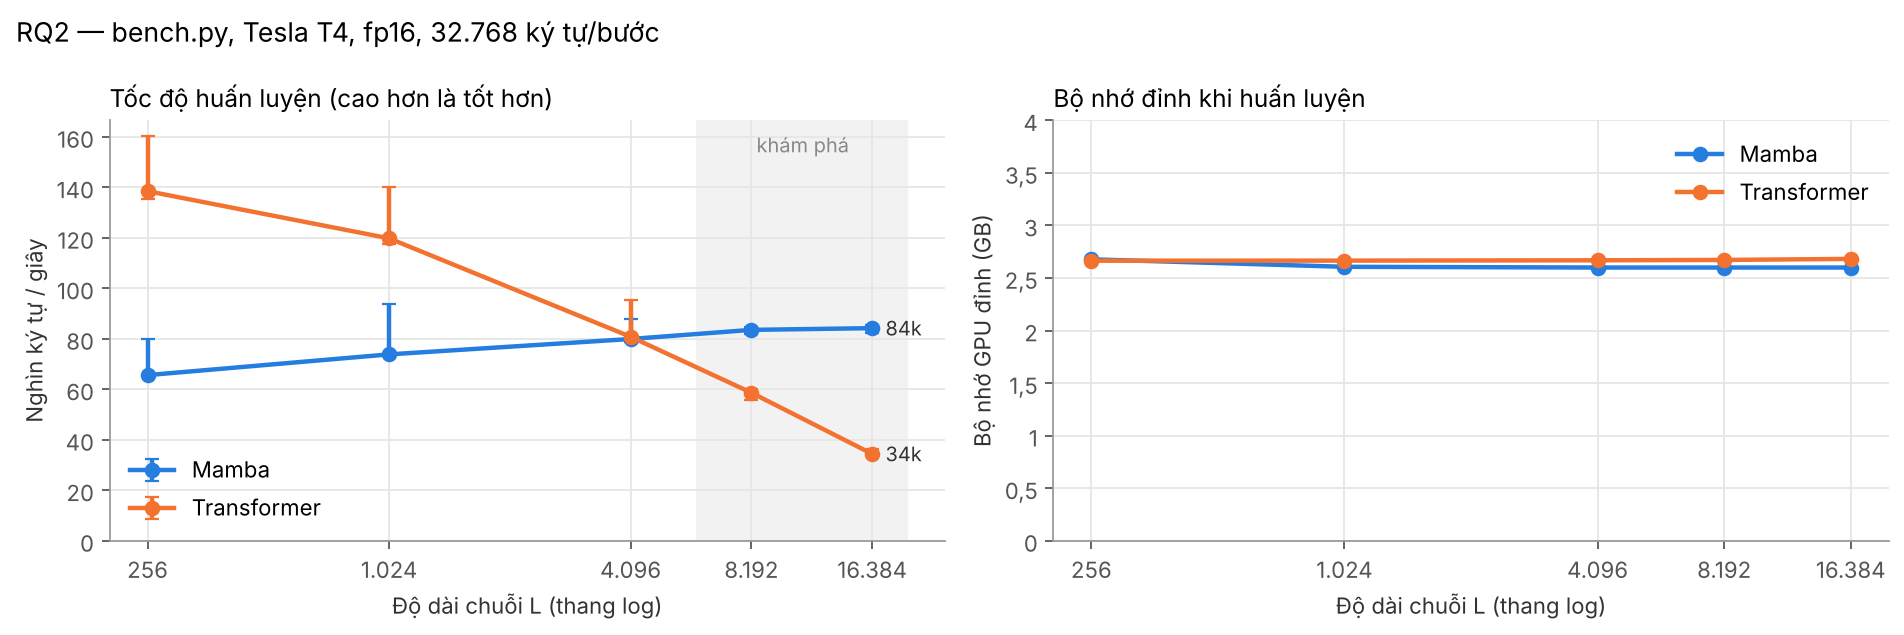 RQ2 — bench.py, Tesla T4, fp16, 32.768 ký tự/bước
Tốc độ huấn luyện (cao hơn là tốt hơn)
Nghìn ký tự / giây
160
140
120
100
80
60
40
20
0
khám phá
84k
34k
Mamba
Transformer
256
1.024
4.096
8.192
16.384
Độ dài chuỗi L (thang log)
Bộ nhớ đỉnh khi huấn luyện
Bộ nhớ GPU đỉnh (GB)
4
3,5
3
2,5
2
1,5
1
0,5
0
Mamba
Transformer
256
1.024
4.096
8.192
16.384
Độ dài chuỗi L (thang log)